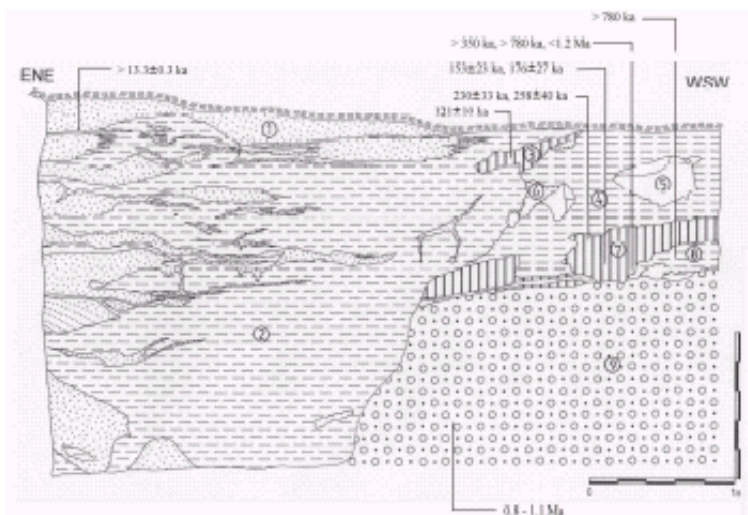 > 780 ka
> 350 ka, > 780 ka, <1.2 Ma
> 13.3±0.3 ka
153±23 ka, 176±27 ka
ENE
WSW
230±33 ka, 258±40 ka
121±10 ka
1
3
6
4
5
7
8
2
9
0
0.8 - 1.1 Ma